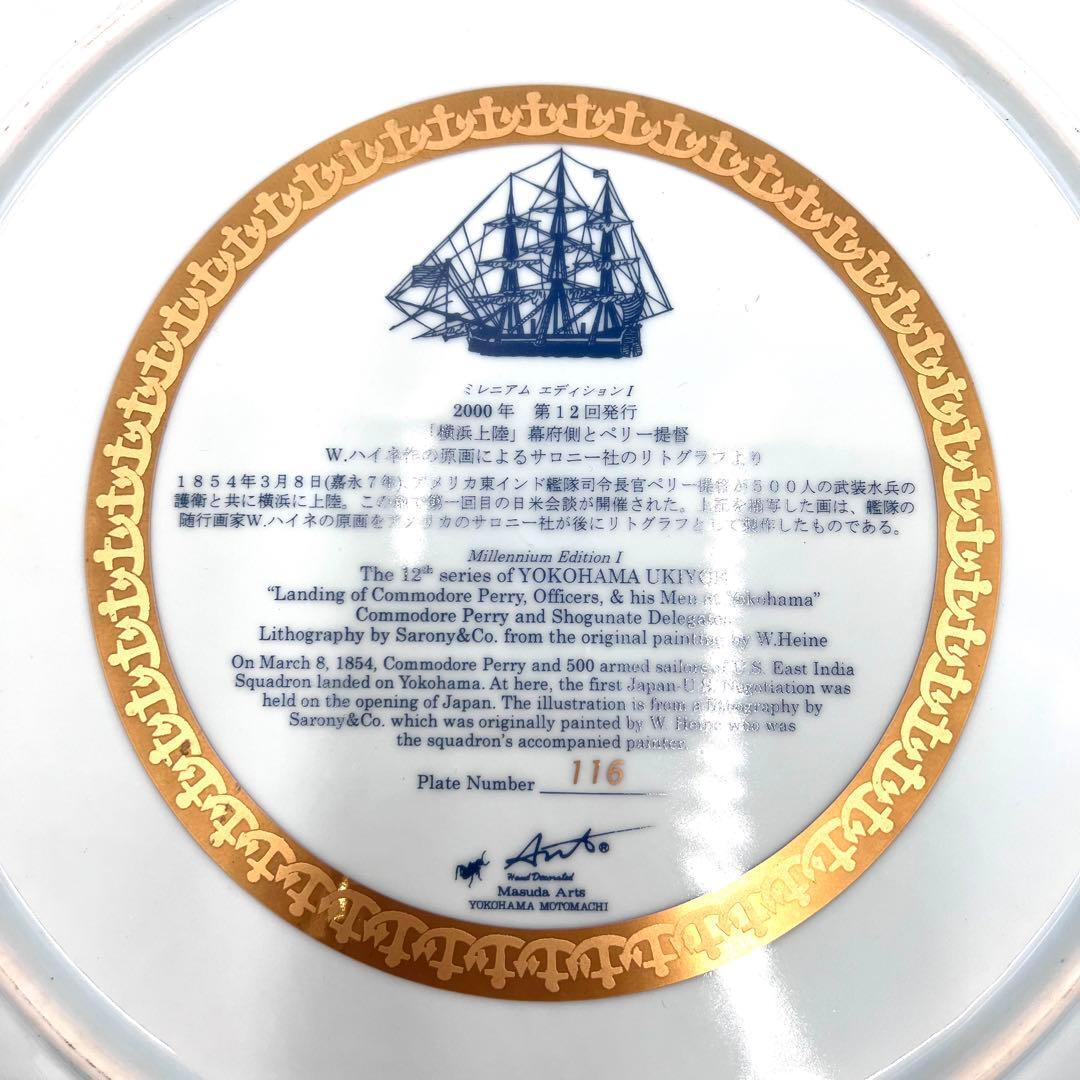 ミレニアム エディション I
2000年 第12回発行
「横浜上陸」幕府側とペリー提督
W.ハイネ作の原画によるサロニー社のリトグラフより
1854年3月8日(嘉永7年)アメリカ東インド艦隊司令長官ペリー提督が500人の武装水兵の
護衛と共に横浜に上陸。この地で第一回目の日米会談が開催された。上記を描写した画は、艦隊の
随行画家W.ハイネの原画をアメリカのサロニー社が後にリトグラフとして製作したものである。
Millennium Edition I
The 12th series of YOKOHAMA UKIYOE
“Landing of Commodore Perry, Officers, & his Men at Yokohama”
Commodore Perry and Shogunate
Lithography by Sarony&Co. from the original painting by W.Heine
On March 8, 1854, Commodore Perry and 500 armed sailors of U.S. East India
Squadron landed on Yokohama. At here, the first Japan-U.S. Negotiation was
held on the opening of Japan. The illustration is from a lithography by
Sarony&Co. which was originally painted by W. Heine who was
the squadron's accompanied painter.
Plate Number 116
Ant®
Hand Decorated
Masuda Arts
YOKOHAMA MOTOMACHI